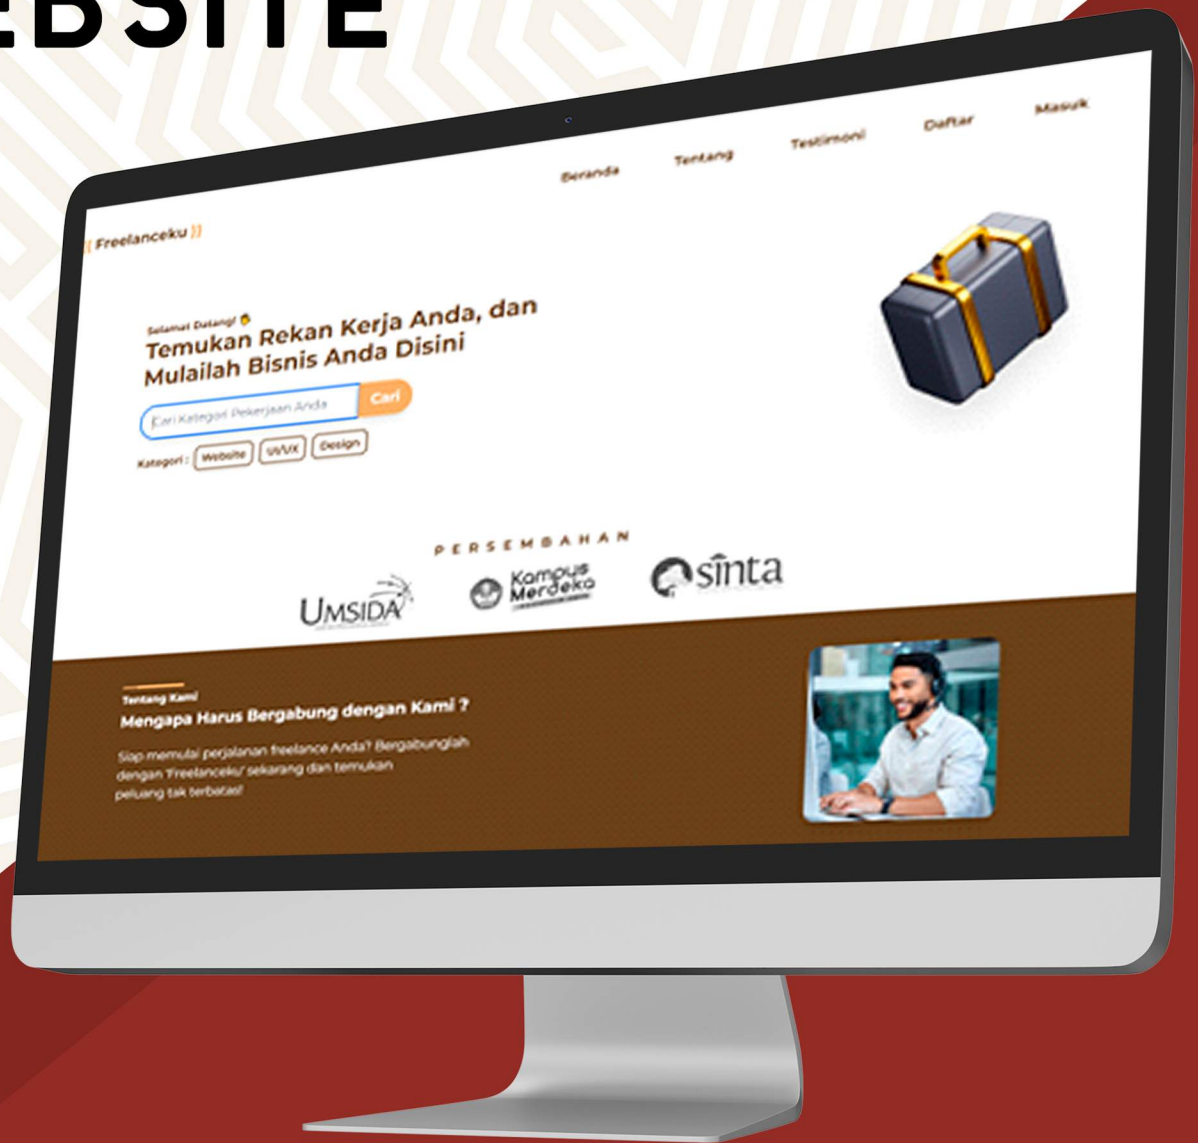 EBSITE
Beranda Tentang Testimoni Daftar Masuk
{{ Freelanceku }}
Selamat Datang!
Temukan Rekan Kerja Anda, dan
Mulailah Bisnis Anda Disini
Cari Kategori Pekerjaan Anda Cari
Kategori : Website UI/UX Design
PERSEMBAHAN
UMSIDA Kampus Merdeka sinta
Tentang Kami
Mengapa Harus Bergabung dengan Kami ?
Siap memulai perjalanan freelance Anda? Bergabunglah
dengan 'Freelanceku' sekarang dan temukan
peluang tak terbatas!